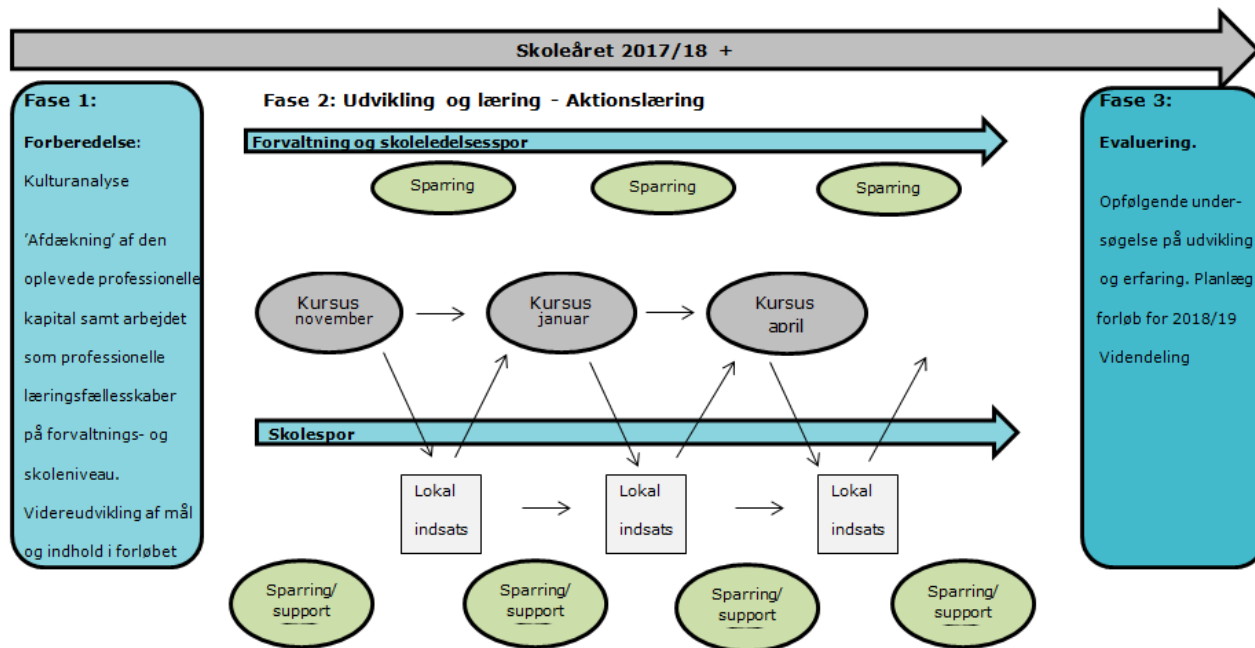 Skoleåret 2017/18 +
Fase 1:
Forberedelse:
Kulturanalyse
'Afdækning' af den
oplevede professionelle
kapital samt arbejdet
som professionelle
læringsfællesskaber
på forvaltnings- og
skoleniveau.
Videreudvikling af mål
og indhold i forløbet
Fase 2: Udvikling og læring - Aktionslæring
Forvaltning og skoleledelsesspor
Sparring
Sparring
Sparring
Kursus
november
Kursus
januar
Kursus
april
Skolespor
Lokal
indsats
Lokal
indsats
Lokal
indsats
Sparring/
support
Sparring/
support
Sparring/
support
Sparring/
support
Fase 3:
Evaluering.
Opfølgende under-
søgelse på udvikling
og erfaring. Planlæg
forløb for 2018/19
Videndeling